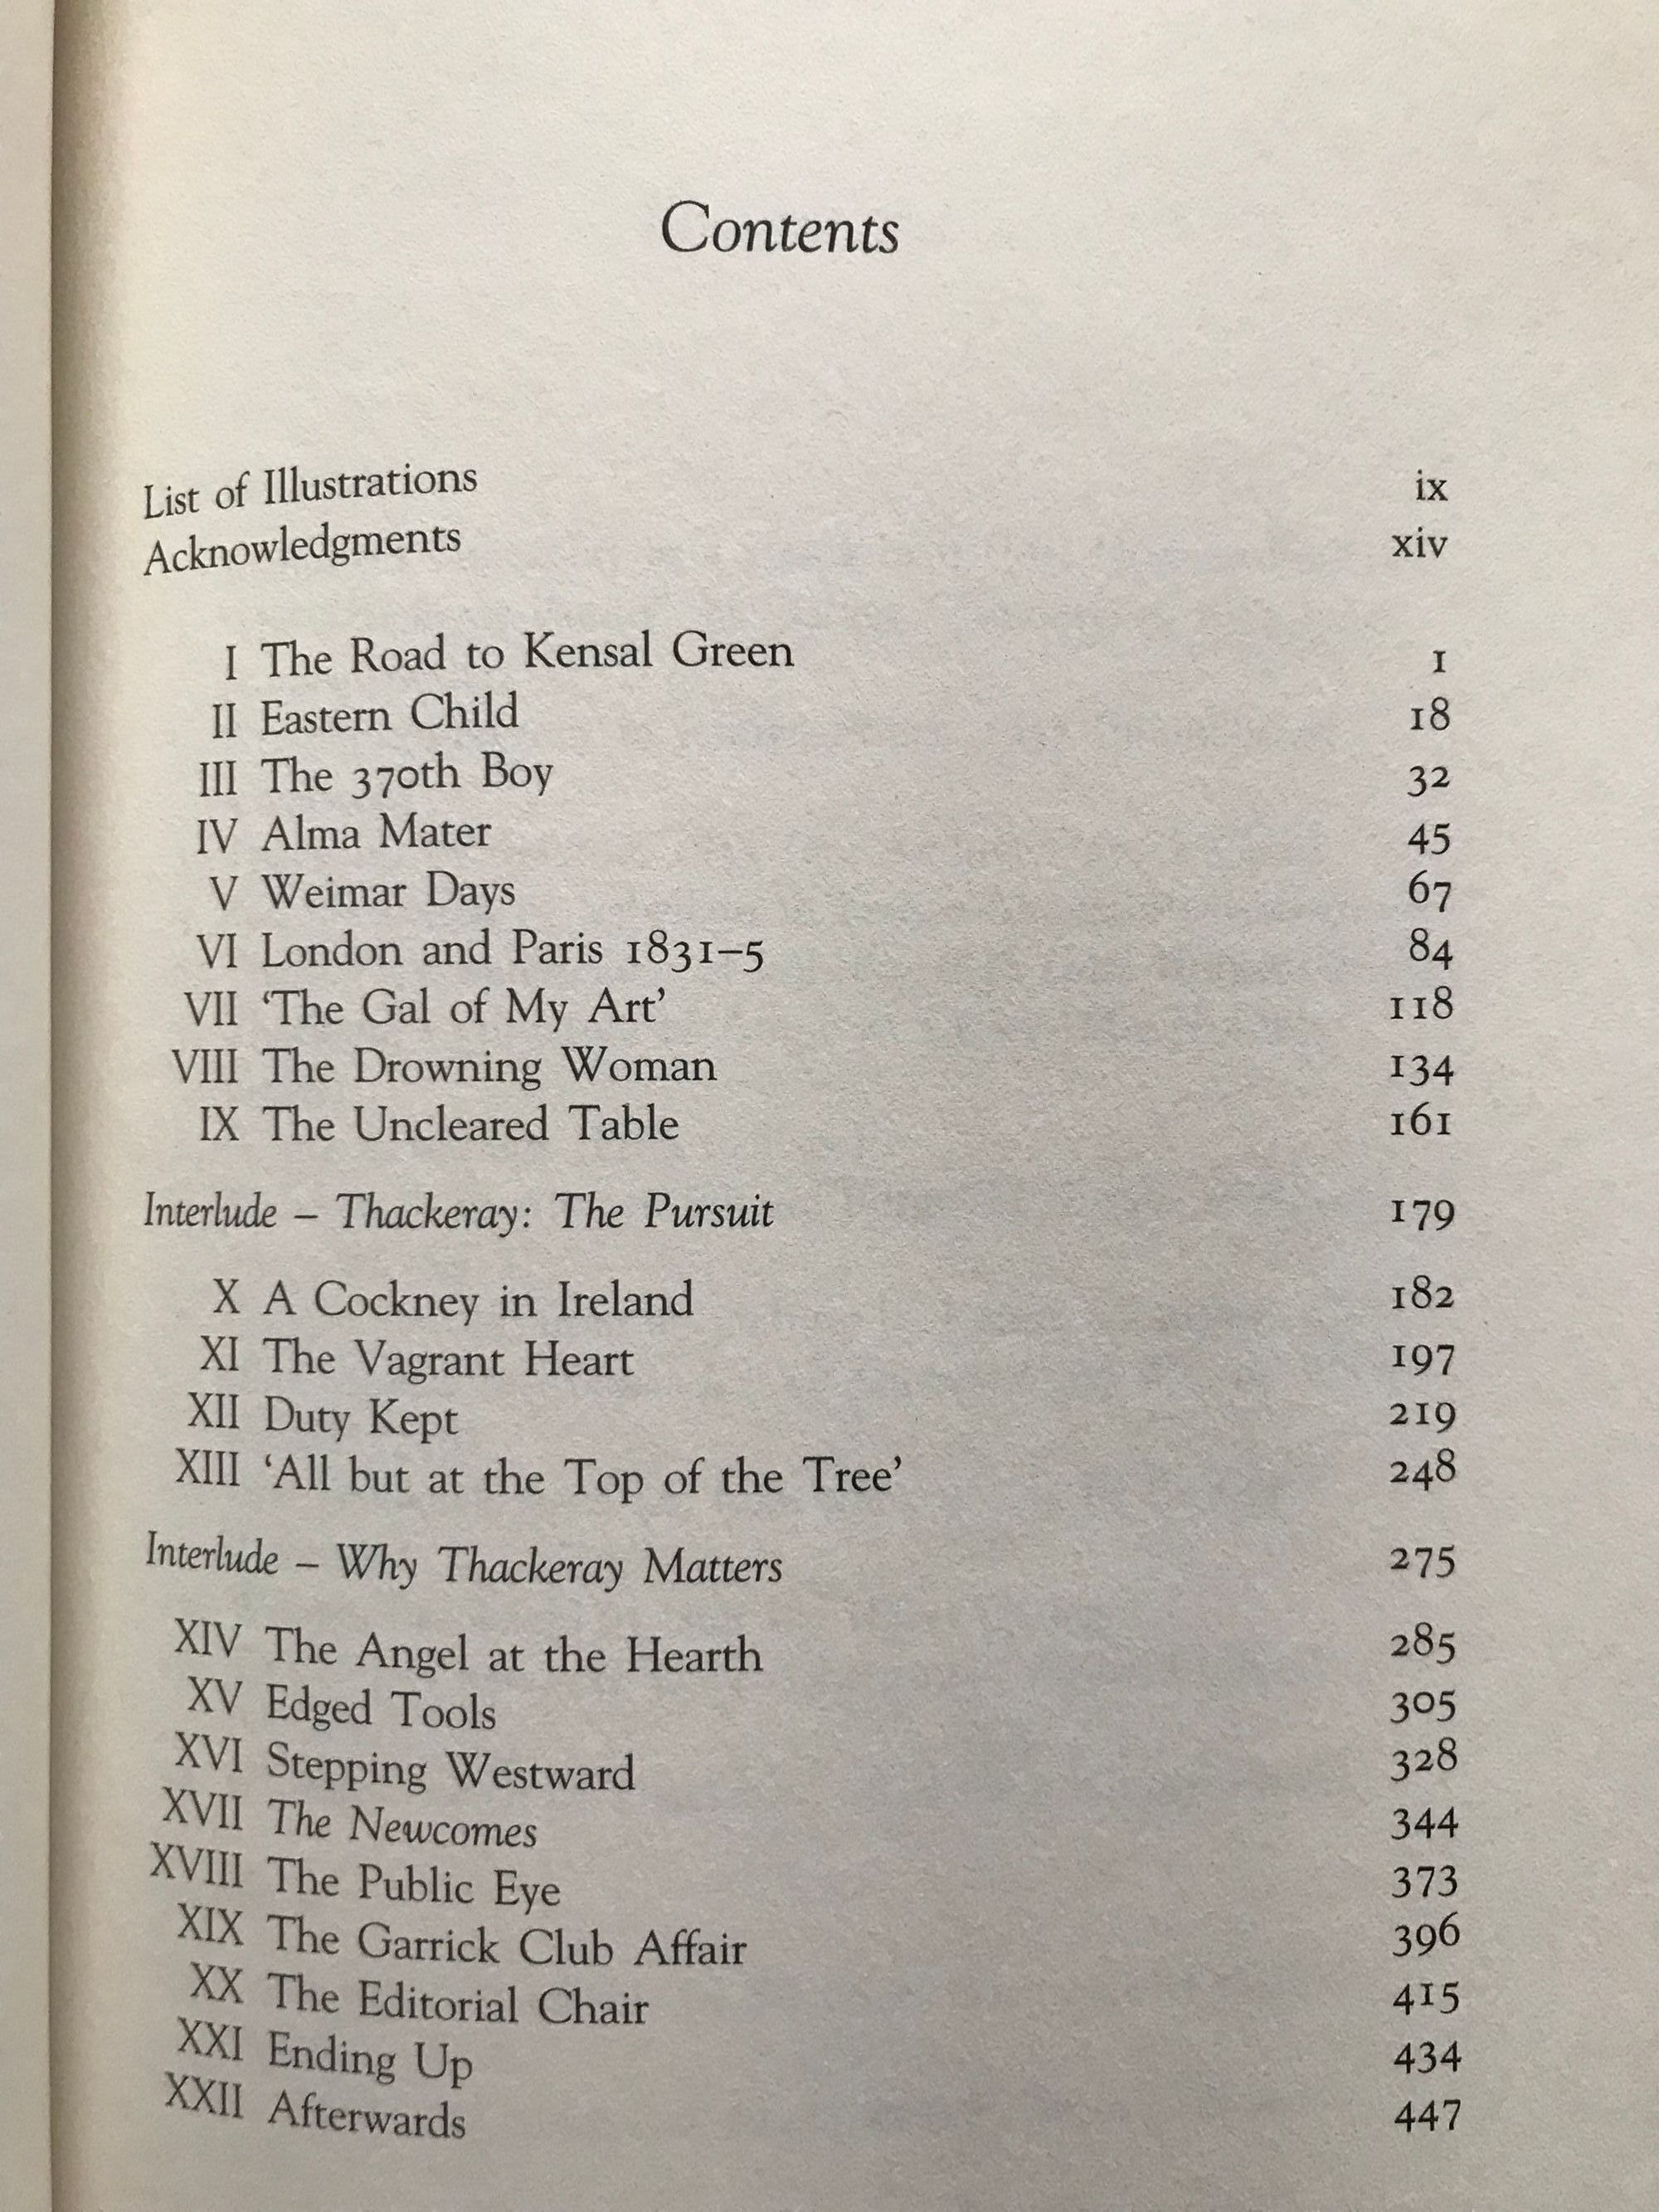 Contents
List of Illustrations ix
Acknowledgments xiv
I The Road to Kensal Green 1
II Eastern Child 18
III The 370th Boy 32
IV Alma Mater 45
V Weimar Days 67
VI London and Paris 1831–5 84
VII ‘The Gal of My Art’ 118
VIII The Drowning Woman 134
IX The Uncleared Table 161
Interlude – Thackeray: The Pursuit 179
X A Cockney in Ireland 182
XI The Vagrant Heart 197
XII Duty Kept 219
XIII ‘All but at the Top of the Tree’ 248
Interlude – Why Thackeray Matters 275
XIV The Angel at the Hearth 285
XV Edged Tools 305
XVI Stepping Westward 328
XVII The Newcomes 344
XVIII The Public Eye 373
XIX The Garrick Club Affair 396
XX The Editorial Chair 415
XXI Ending Up 434
XXII Afterwards 447